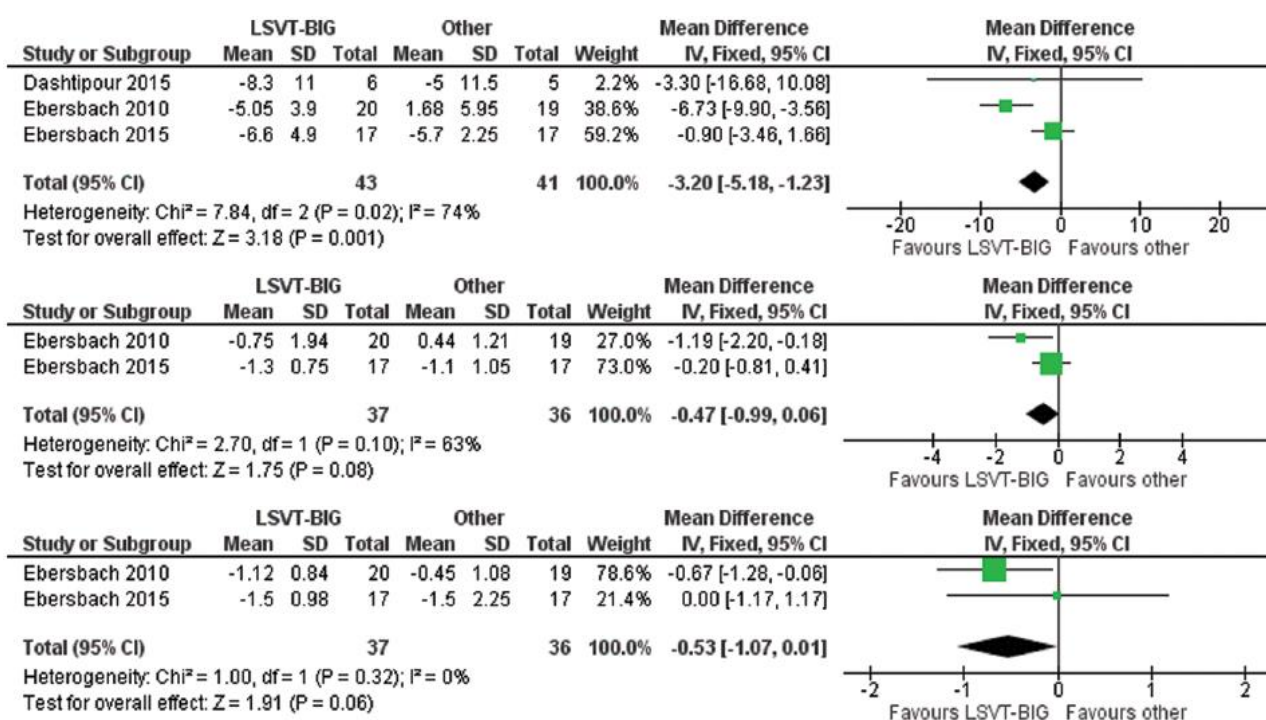 LSVT-BIG Other Mean Difference Mean Difference
Study or Subgroup Mean SD Total Mean SD Total Weight IV, Fixed, 95% CI IV, Fixed, 95% CI
Dashtipour 2015 -8.3 11 6 -5 11.5 5 2.2% -3.30 [-16.68, 10.08]
Ebersbach 2010 -5.05 3.9 20 1.68 5.95 19 38.6% -6.73 [-9.90, -3.56]
Ebersbach 2015 -6.6 4.9 17 -5.7 2.25 17 59.2% -0.90 [-3.46, 1.66]
Total (95% CI) 43 41 100.0% -3.20 [-5.18, -1.23]
Heterogeneity: Chi² = 7.84, df = 2 (P = 0.02); I² = 74%
Test for overall effect: Z = 3.18 (P = 0.001)
-20 -10 0 10 20
Favours LSVT-BIG Favours other
LSVT-BIG Other Mean Difference Mean Difference
Study or Subgroup Mean SD Total Mean SD Total Weight IV, Fixed, 95% CI IV, Fixed, 95% CI
Ebersbach 2010 -0.75 1.94 20 0.44 1.21 19 27.0% -1.19 [-2.20, -0.18]
Ebersbach 2015 -1.3 0.75 17 -1.1 1.05 17 73.0% -0.20 [-0.81, 0.41]
Total (95% CI) 37 36 100.0% -0.47 [-0.99, 0.06]
Heterogeneity: Chi² = 2.70, df = 1 (P = 0.10); I² = 63%
Test for overall effect: Z = 1.75 (P = 0.08)
-4 -2 0 2 4
Favours LSVT-BIG Favours other
LSVT-BIG Other Mean Difference Mean Difference
Study or Subgroup Mean SD Total Mean SD Total Weight IV, Fixed, 95% CI IV, Fixed, 95% CI
Ebersbach 2010 -1.12 0.84 20 -0.45 1.08 19 78.6% -0.67 [-1.28, -0.06]
Ebersbach 2015 -1.5 0.98 17 -1.5 2.25 17 21.4% 0.00 [-1.17, 1.17]
Total (95% CI) 37 36 100.0% -0.53 [-1.07, 0.01]
Heterogeneity: Chi² = 1.00, df = 1 (P = 0.32); I² = 0%
Test for overall effect: Z = 1.91 (P = 0.06)
-2 -1 0 1 2
Favours LSVT-BIG Favours other